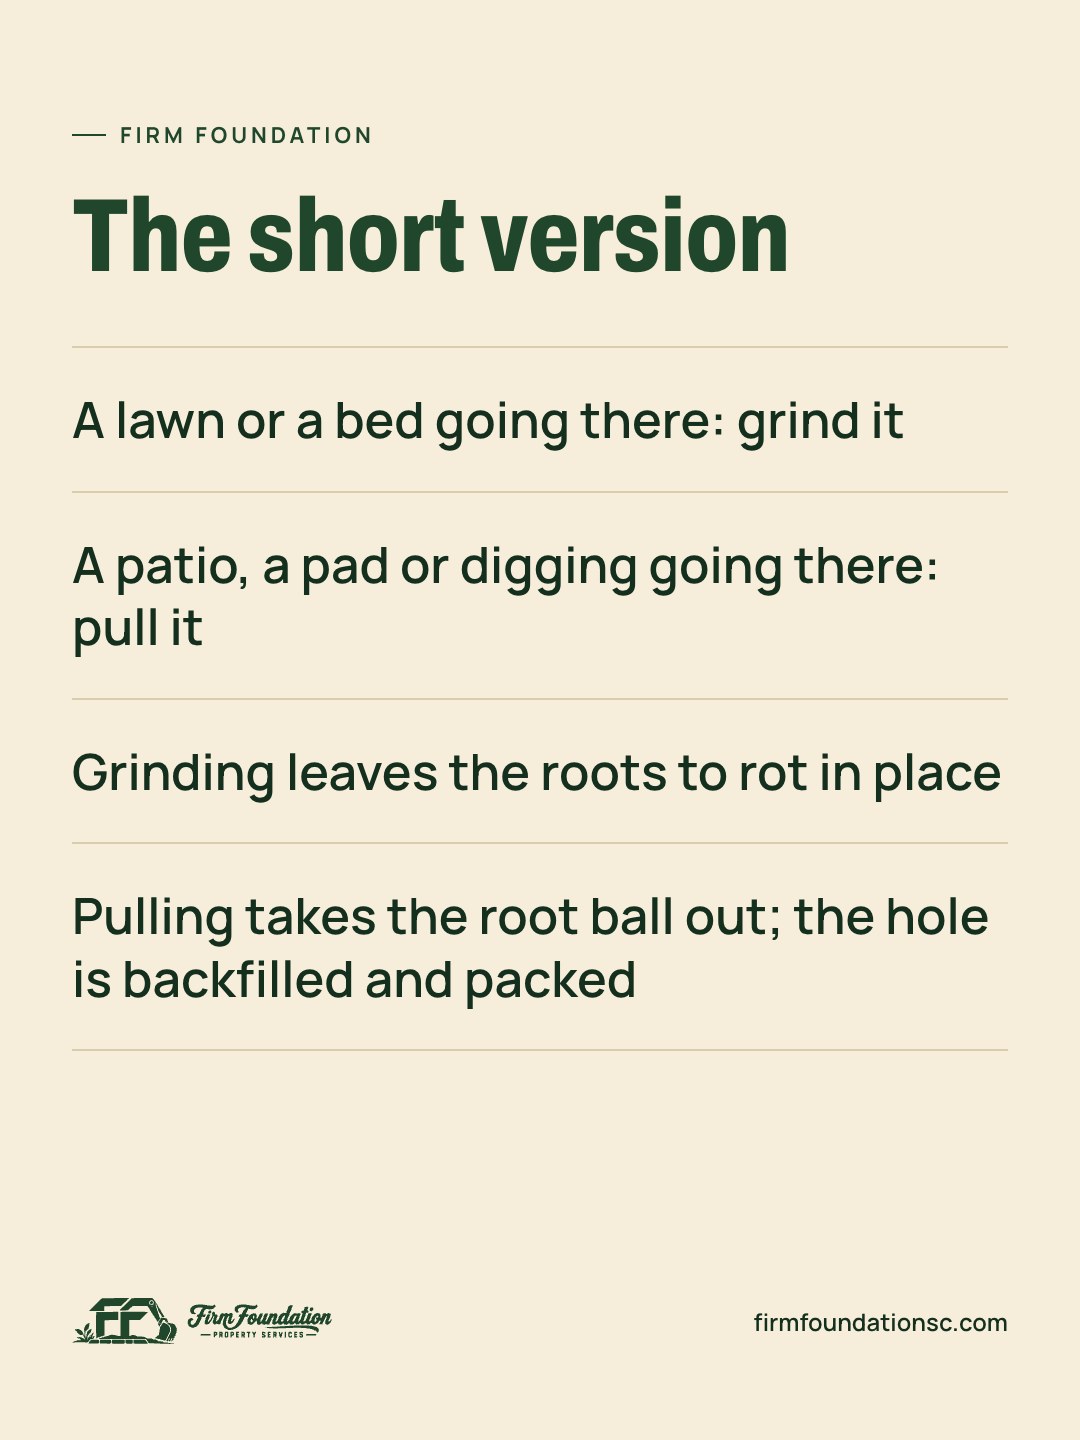 FIRM FOUNDATION
The short version
A lawn or a bed going there: grind it
A patio, a pad or digging going there:
pull it
Grinding leaves the roots to rot in place
Pulling takes the root ball out; the hole
is backfilled and packed
FF
Firm Foundation
PROPERTY SERVICES
firmfoundationsc.com